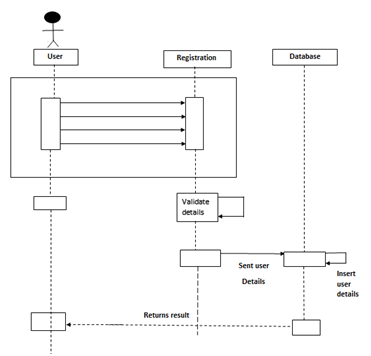 User
Registration
Database
Validate
details
Sent user
Details
Insert
user
details
Returns result